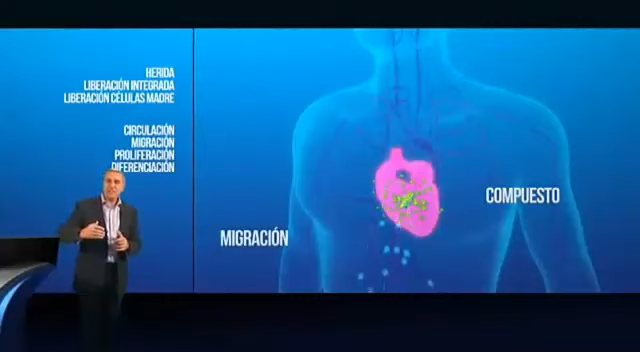 HERIDA
LIBERACIÓN INTEGRADA
LIBERACIÓN CÉLULAS MADRE
CIRCULACIÓN
MIGRACIÓN
PROLIFERACIÓN
DIFERENCIACIÓN
MIGRACIÓN
COMPUESTO